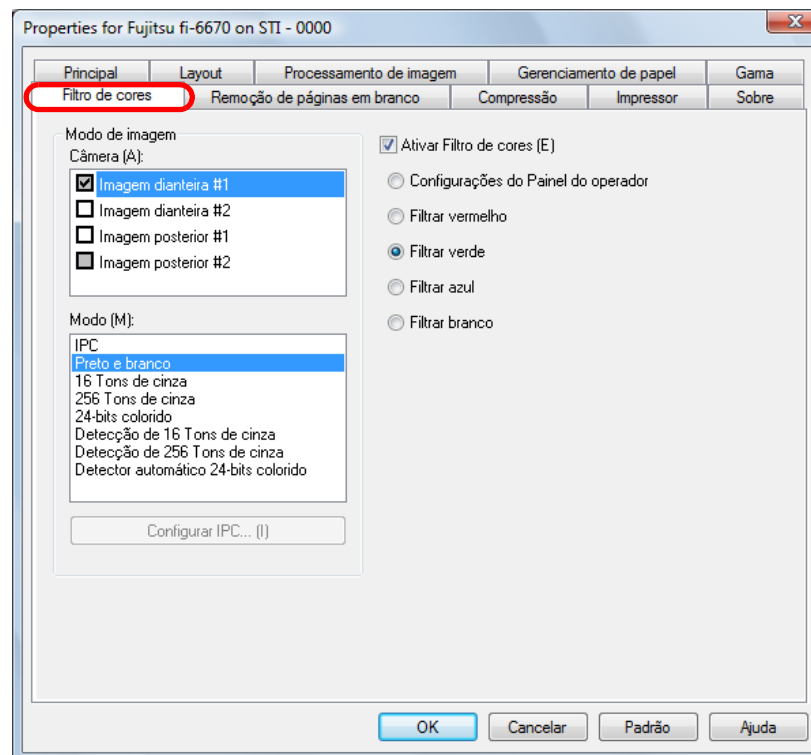 Properties for Fujitsu fi-6670 on STI - 0000
Principal Layout Processamento de imagem Gerenciamento de papel Gama
Filtro de cores Remoção de páginas em branco Compressão Impressor Sobre
Modo de imagem
Câmera (A):
Imagem dianteira #1
Imagem dianteira #2
Imagem posterior #1
Imagem posterior #2
Modo (M):
IPC
Preto e branco
16 Tons de cinza
256 Tons de cinza
24-bits colorido
Detecção de 16 Tons de cinza
Detecção de 256 Tons de cinza
Detector automático 24-bits colorido
Configurar IPC... (I)
Ativar Filtro de cores (E)
Configurações do Painel do operador
Filtrar vermelho
Filtrar verde
Filtrar azul
Filtrar branco
OK Cancelar Padrão Ajuda